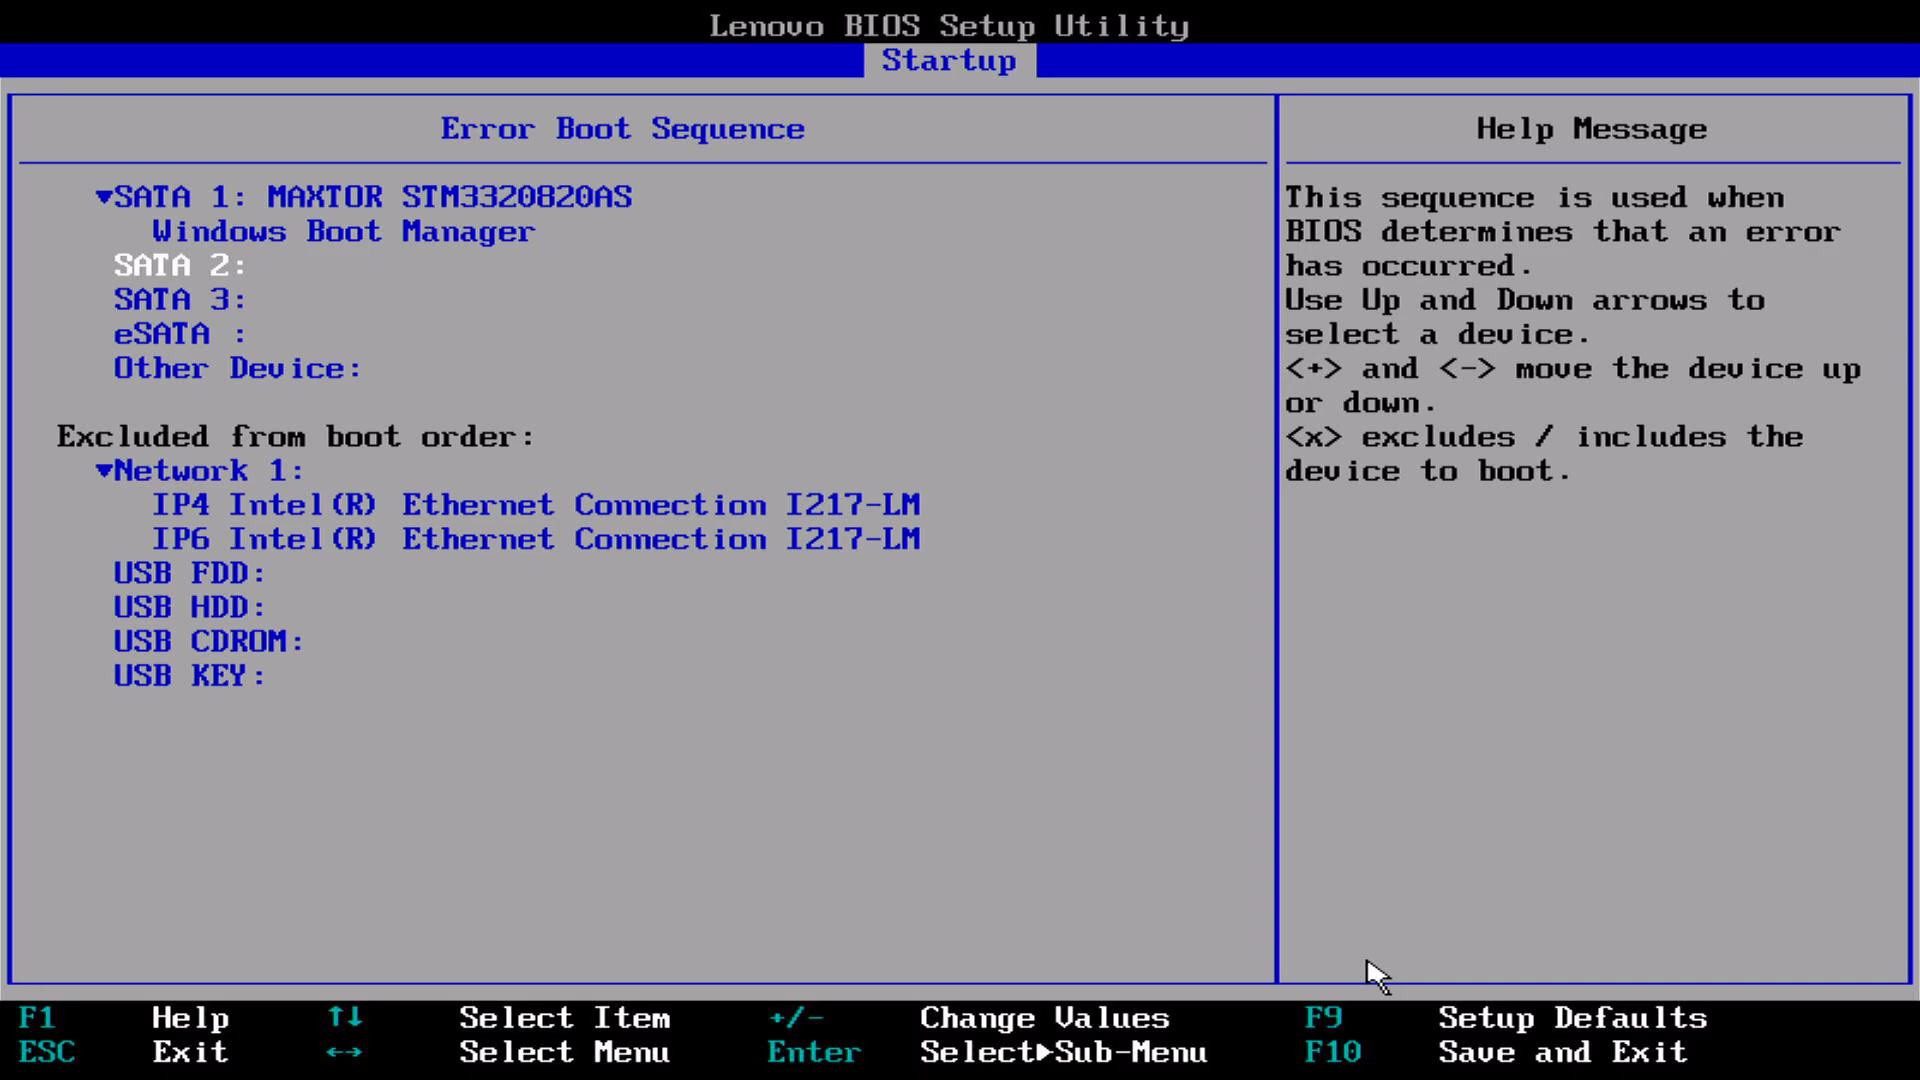 Lenovo BIOS Setup Utility
Startup
Error Boot Sequence
▼SATA 1: MAXTOR STM3320820AS
Windows Boot Manager
SATA 2:
SATA 3:
eSATA :
Other Device:
Excluded from boot order:
▼Network 1:
IP4 Intel(R) Ethernet Connection I217-LM
IP6 Intel(R) Ethernet Connection I217-LM
USB FDD:
USB HDD:
USB CDROM:
USB KEY:
Help Message
This sequence is used when
BIOS determines that an error
has occurred.
Use Up and Down arrows to
select a device.
<+> and <-> move the device up
or down.
<x> excludes / includes the
device to boot.
F1 Help ↑↓ Select Item +/- Change Values F9 Setup Defaults
ESC Exit ←→ Select Menu Enter Select▶Sub-Menu F10 Save and Exit